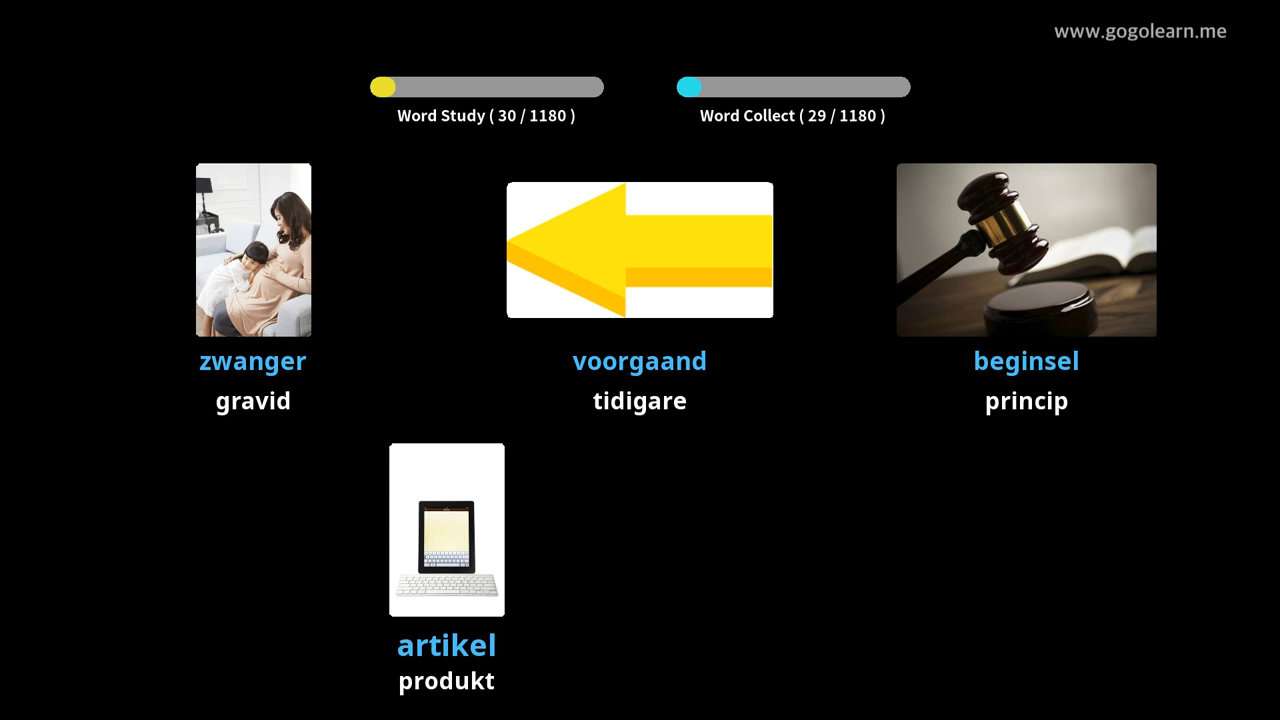 www.gogolearn.me
Word Study ( 30 / 1180 )
Word Collect ( 29 / 1180 )
zwanger
gravid
voorgaand
tidigare
beginsel
princip
artikel
produkt